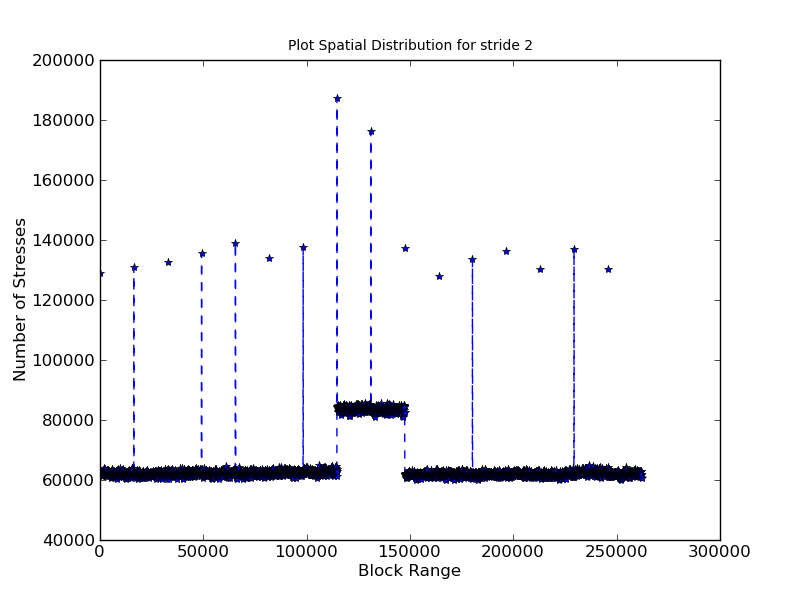 Plot Spatial Distribution for stride 2
200000
180000
160000
140000
120000
100000
80000
60000
40000
Number of Stresses
0 50000 100000 150000 200000 250000 300000
Block Range